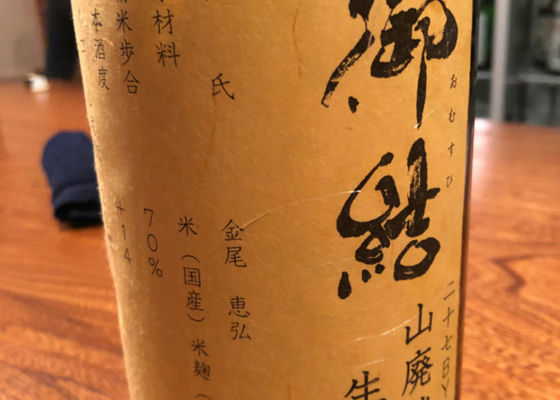 おむすび 二十七BY
御結
山廃
生
氏 金尾 恵弘
材料 米（国産）米麹（
米歩合 70%
本酒度 +14